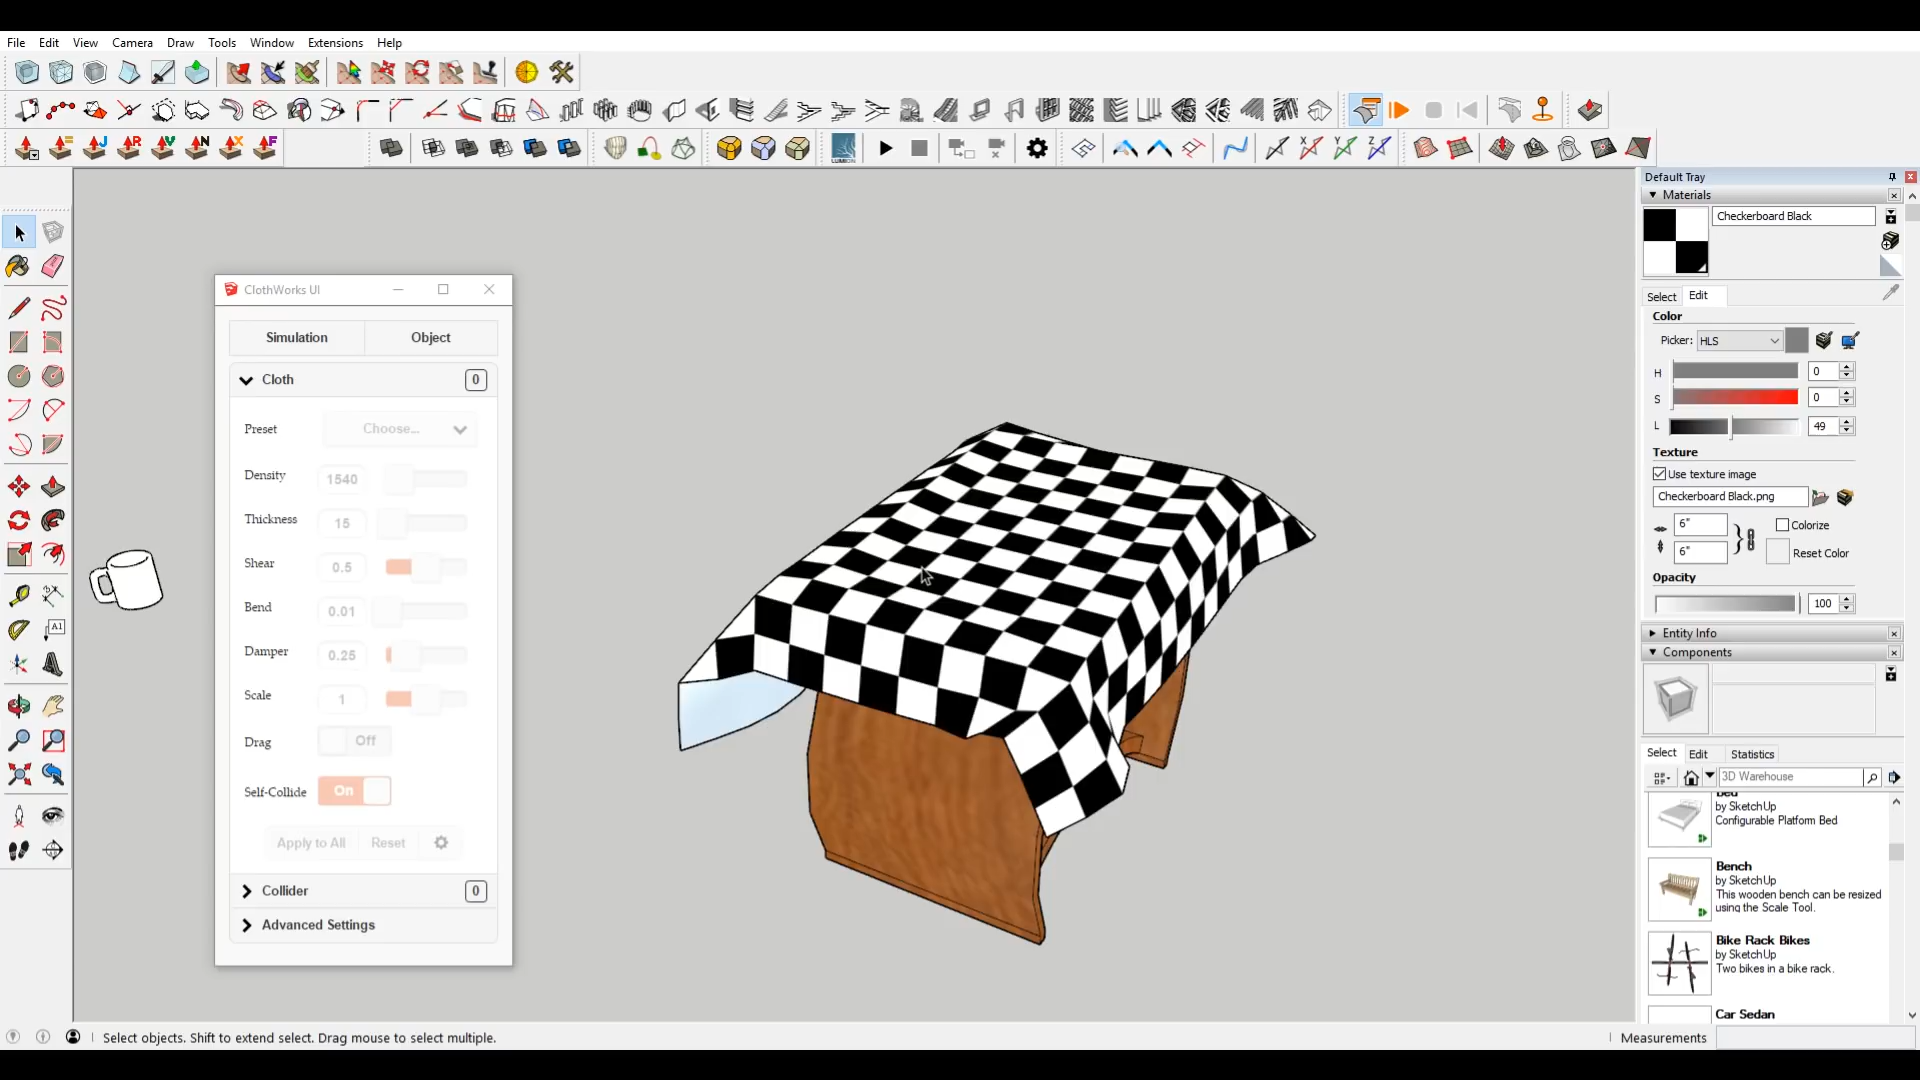 File Edit View Camera Draw Tools Window Extensions Help
J R V N X F
LUMION
X Y Z
A1
ClothWorks UI
Simulation Object
Cloth 0
Preset Choose...
Density 1540
Thickness 15
Shear 0.5
Bend 0.01
Damper 0.25
Scale 1
Drag Off
Self-Collide On
Apply to All Reset
Collider 0
Advanced Settings
Default Tray
Materials
Checkerboard Black
Select Edit
Color
Picker: HLS
H 0
S 0
L 49
Texture
Use texture image
Checkerboard Black.png
6" Colorize
6" Reset Color
Opacity
100
Entity Info
Components
Select Edit Statistics
3D Warehouse
Bed
by SketchUp
Configurable Platform Bed
Bench
by SketchUp
This wooden bench can be resized
using the Scale Tool.
Bike Rack Bikes
by SketchUp
Two bikes in a bike rack.
Car Sedan
Select objects. Shift to extend select. Drag mouse to select multiple. Measurements